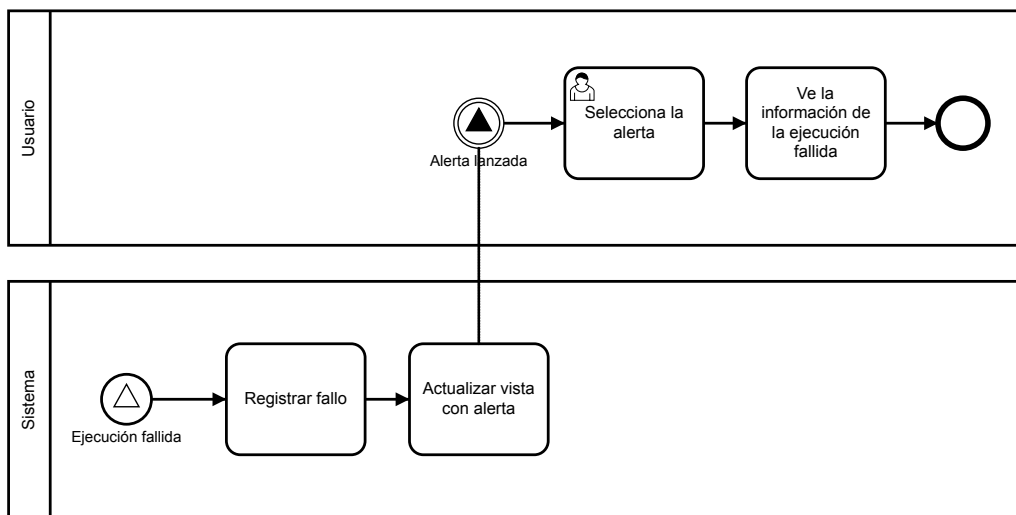 Usuario
Alerta lanzada
Selecciona la
alerta
Ve la
información de
la ejecución
fallida
Sistema
Ejecución fallida
Registrar fallo
Actualizar vista
con alerta